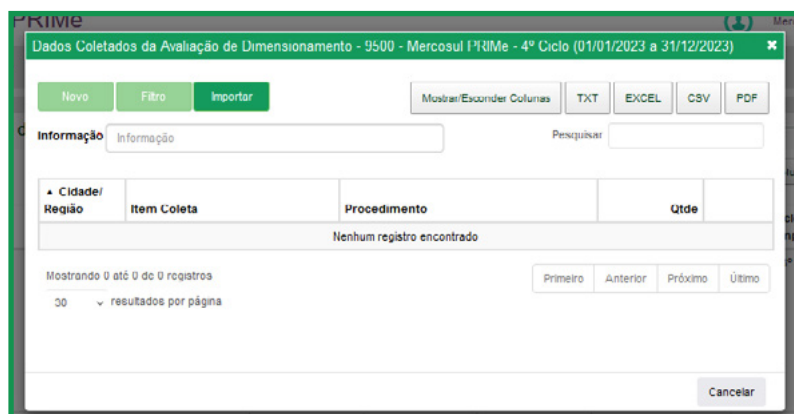 PRIMe
Dados Coletados da Avaliação de Dimensionamento - 9500 - Mercosul PRIMe - 4º Ciclo (01/01/2023 a 31/12/2023) ×
Novo Filtro Importar Mostrar/Esconder Colunas TXT EXCEL CSV PDF
Informação Informação Pesquisar
▲ Cidade/
Região Item Coleta Procedimento Qtde
Nenhum registro encontrado
Mostrando 0 até 0 de 0 registros Primeiro Anterior Próximo Último
30 resultados por página
Cancelar